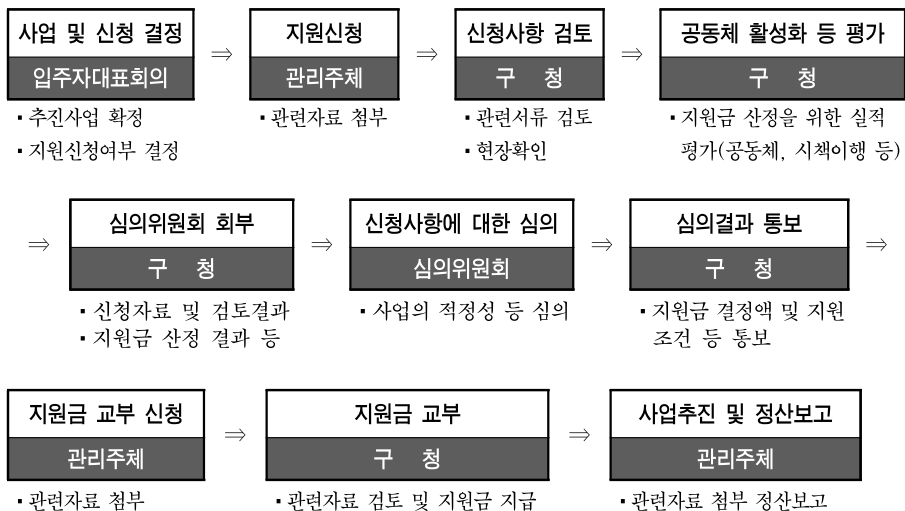 사업 및 신청 결정 ⇒ 지원신청 ⇒ 신청사항 검토 ⇒ 공동체 활성화 등 평가
입주자대표회의 관리주체 구 청 구 청
▪ 추진사업 확정 ▪ 관련자료 첨부 ▪ 관련서류 검토 ▪ 지원금 산정을 위한 실적
▪ 지원신청여부 결정 ▪ 현장확인 평가(공동체, 시책이행 등)
⇒ 심의위원회 회부 ⇒ 신청사항에 대한 심의 ⇒ 심의결과 통보 ⇒
구 청 심의위원회 구 청
▪ 신청자료 및 검토결과 ▪ 사업의 적정성 등 심의 ▪ 지원금 결정액 및 지원
▪ 지원금 산정 결과 등 조건 등 통보
지원금 교부 신청 ⇒ 지원금 교부 ⇒ 사업추진 및 정산보고
관리주체 구 청 관리주체
▪ 관련자료 첨부 ▪ 관련자료 검토 및 지원금 지급 ▪ 관련자료 첨부 정산보고